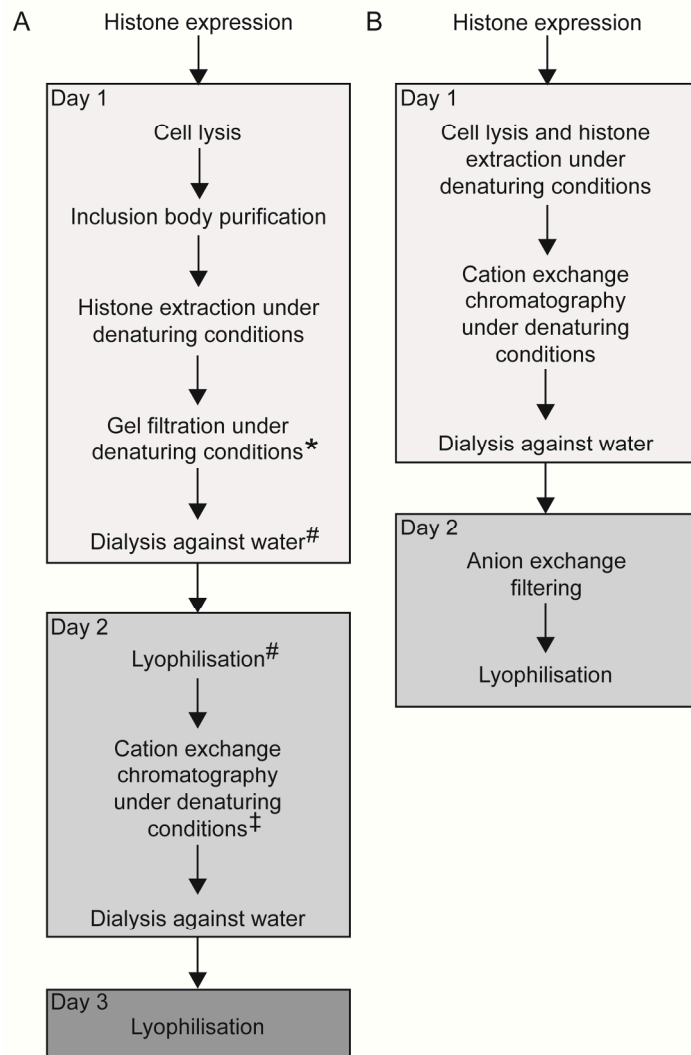 A
Histone expression
Day 1
Cell lysis
Inclusion body purification
Histone extraction under
denaturing conditions
Gel filtration under
denaturing conditions*
Dialysis against water#
Day 2
Lyophilisation#
Cation exchange
chromatography
under denaturing
conditions‡
Dialysis against water
Day 3
Lyophilisation
B
Histone expression
Day 1
Cell lysis and histone
extraction under
denaturing conditions
Cation exchange
chromatography
under denaturing
conditions
Dialysis against water
Day 2
Anion exchange
filtering
Lyophilisation